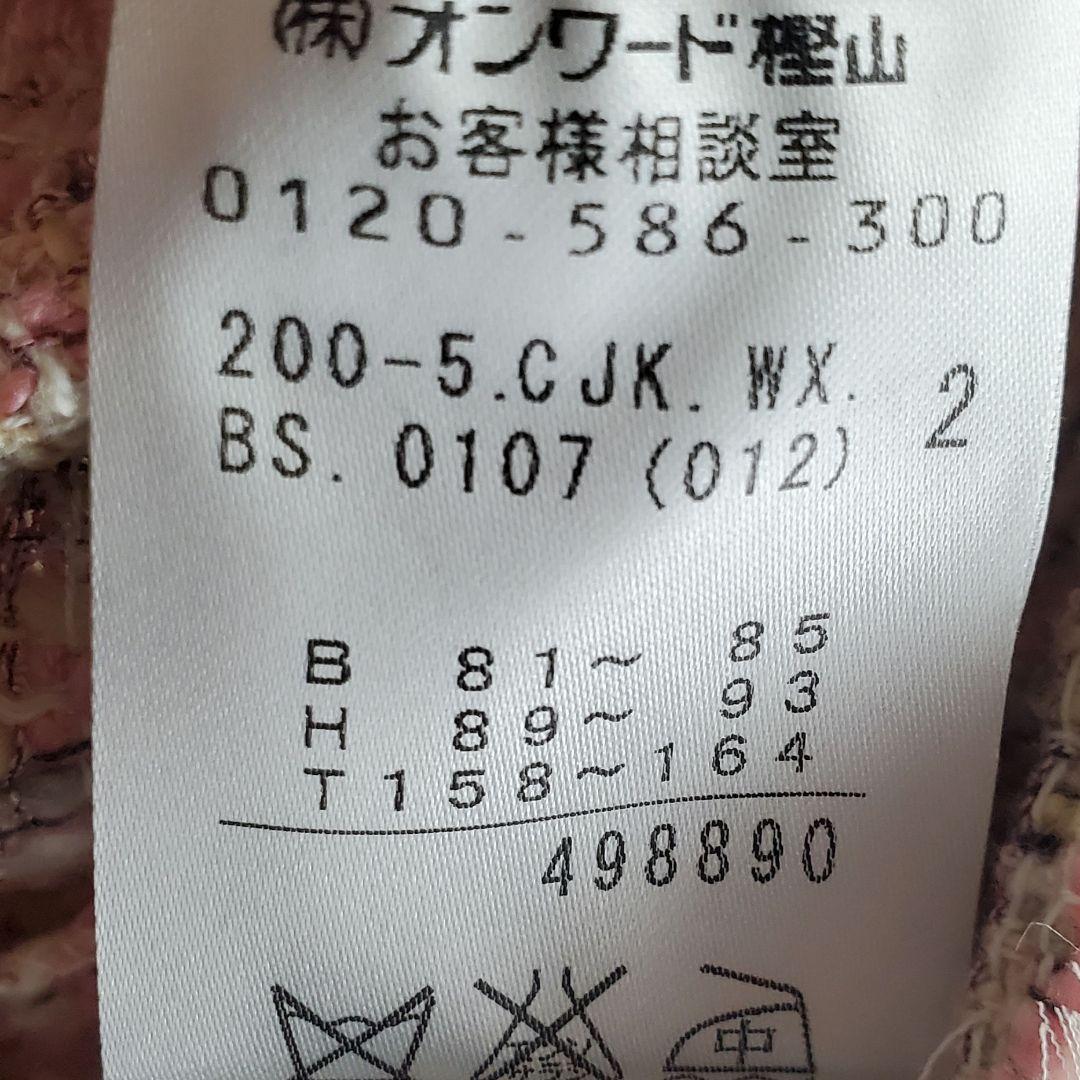 ㈱オンワード樫山
お客様相談室
0120-586-300
200-5.CJK.WX.
BS.0107(012) 2
B 81~85
H 89~93
T158~164
498890
中